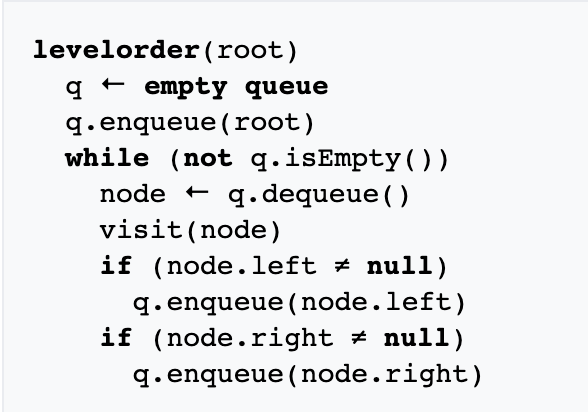 levelorder(root)
q ← empty queue
q.enqueue(root)
while (not q.isEmpty())
node ← q.dequeue()
visit(node)
if (node.left ≠ null)
q.enqueue(node.left)
if (node.right ≠ null)
q.enqueue(node.right)